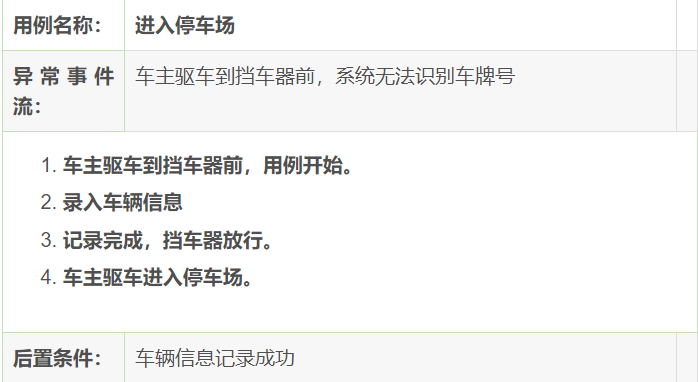 用例名称： 进入停车场
异常事件 车主驱车到挡车器前，系统无法识别车牌号
流：
1. 车主驱车到挡车器前，用例开始。
2. 录入车辆信息
3. 记录完成，挡车器放行。
4. 车主驱车进入停车场。
后置条件： 车辆信息记录成功